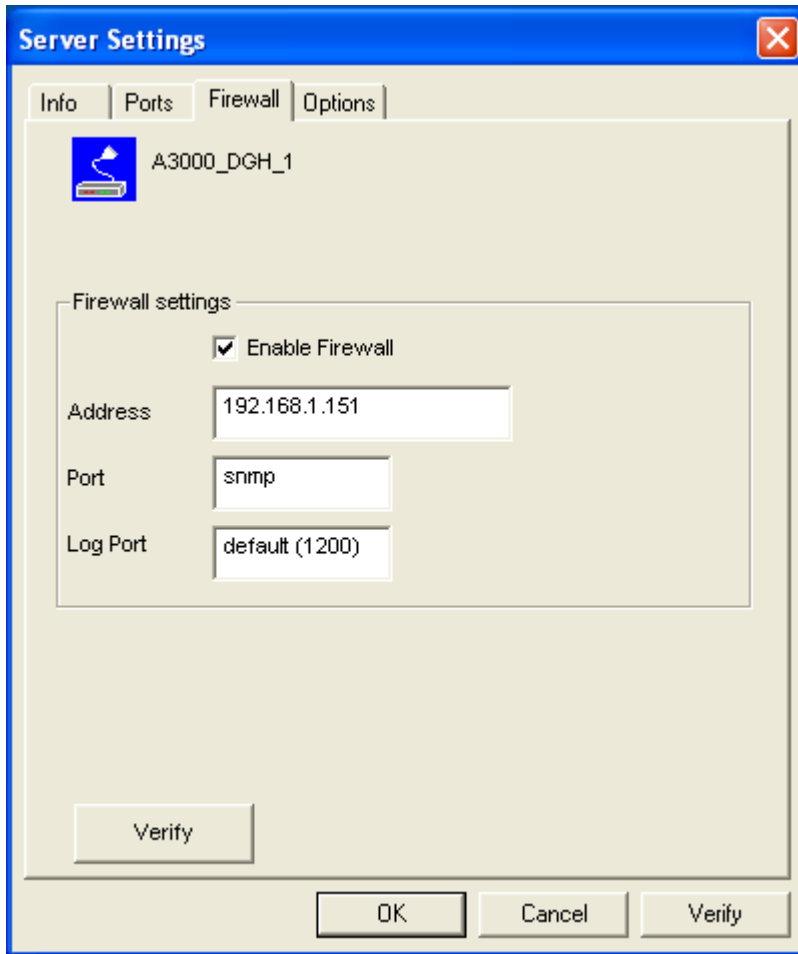 Server Settings
Info Ports Firewall Options
A3000_DGH_1
Firewall settings
Enable Firewall
Address 192.168.1.151
Port snmp
Log Port default (1200)
Verify
OK Cancel Verify